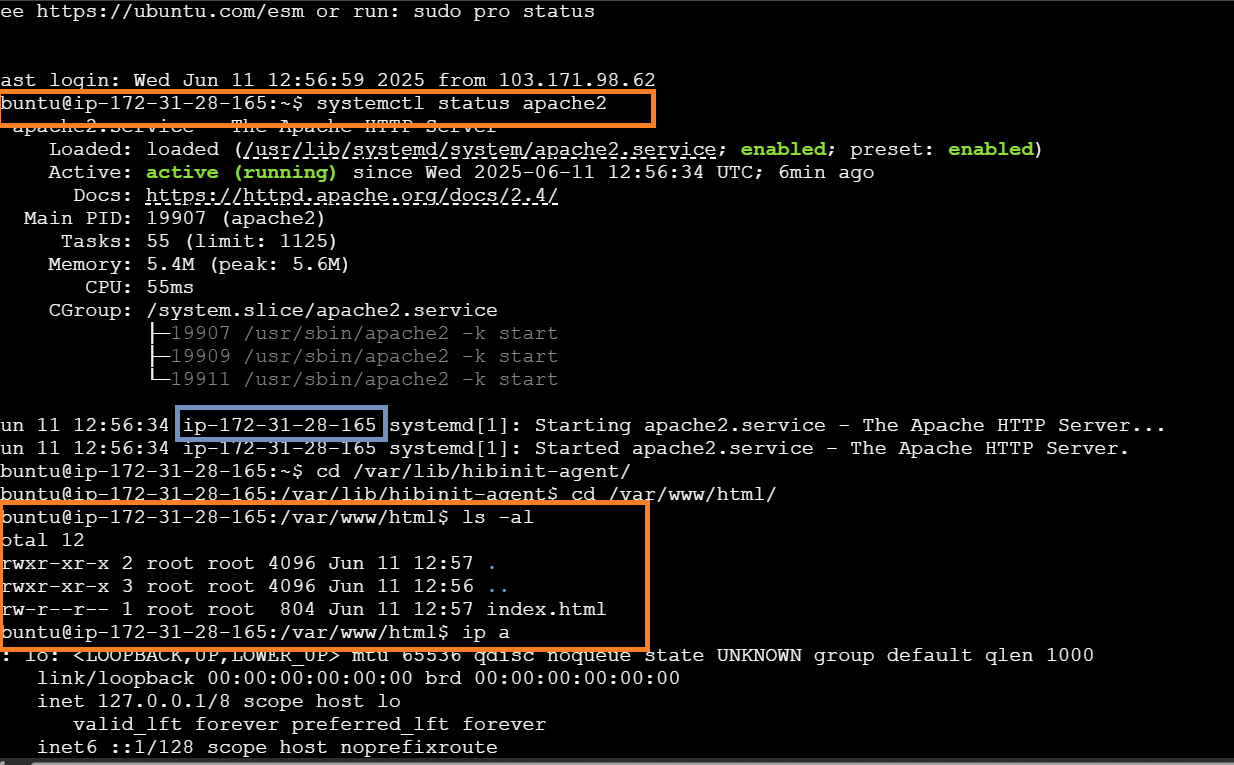 ee https://ubuntu.com/esm or run: sudo pro status
ast login: Wed Jun 11 12:56:59 2025 from 103.171.98.62
buntu@ip-172-31-28-165:~$ systemctl status apache2
apache2.service - The Apache HTTP Server
Loaded: loaded (/usr/lib/systemd/system/apache2.service; enabled; preset: enabled)
Active: active (running) since Wed 2025-06-11 12:56:34 UTC; 6min ago
Docs: https://httpd.apache.org/docs/2.4/
Main PID: 19907 (apache2)
Tasks: 55 (limit: 1125)
Memory: 5.4M (peak: 5.6M)
CPU: 55ms
CGroup: /system.slice/apache2.service
├─19907 /usr/sbin/apache2 -k start
├─19909 /usr/sbin/apache2 -k start
└─19911 /usr/sbin/apache2 -k start
un 11 12:56:34 ip-172-31-28-165 systemd[1]: Starting apache2.service - The Apache HTTP Server...
un 11 12:56:34 ip-172-31-28-165 systemd[1]: Started apache2.service - The Apache HTTP Server.
buntu@ip-172-31-28-165:~$ cd /var/lib/hibinit-agent/
buntu@ip-172-31-28-165:/var/lib/hibinit-agent$ cd /var/www/html/
buntu@ip-172-31-28-165:/var/www/html$ ls -al
otal 12
rwxr-xr-x 2 root root 4096 Jun 11 12:57 .
rwxr-xr-x 3 root root 4096 Jun 11 12:56 ..
rw-r--r-- 1 root root  804 Jun 11 12:57 index.html
buntu@ip-172-31-28-165:/var/www/html$ ip a
: lo: <LOOPBACK,UP,LOWER_UP> mtu 65536 qdisc noqueue state UNKNOWN group default qlen 1000
link/loopback 00:00:00:00:00:00 brd 00:00:00:00:00:00
inet 127.0.0.1/8 scope host lo
valid_lft forever preferred_lft forever
inet6 ::1/128 scope host noprefixroute